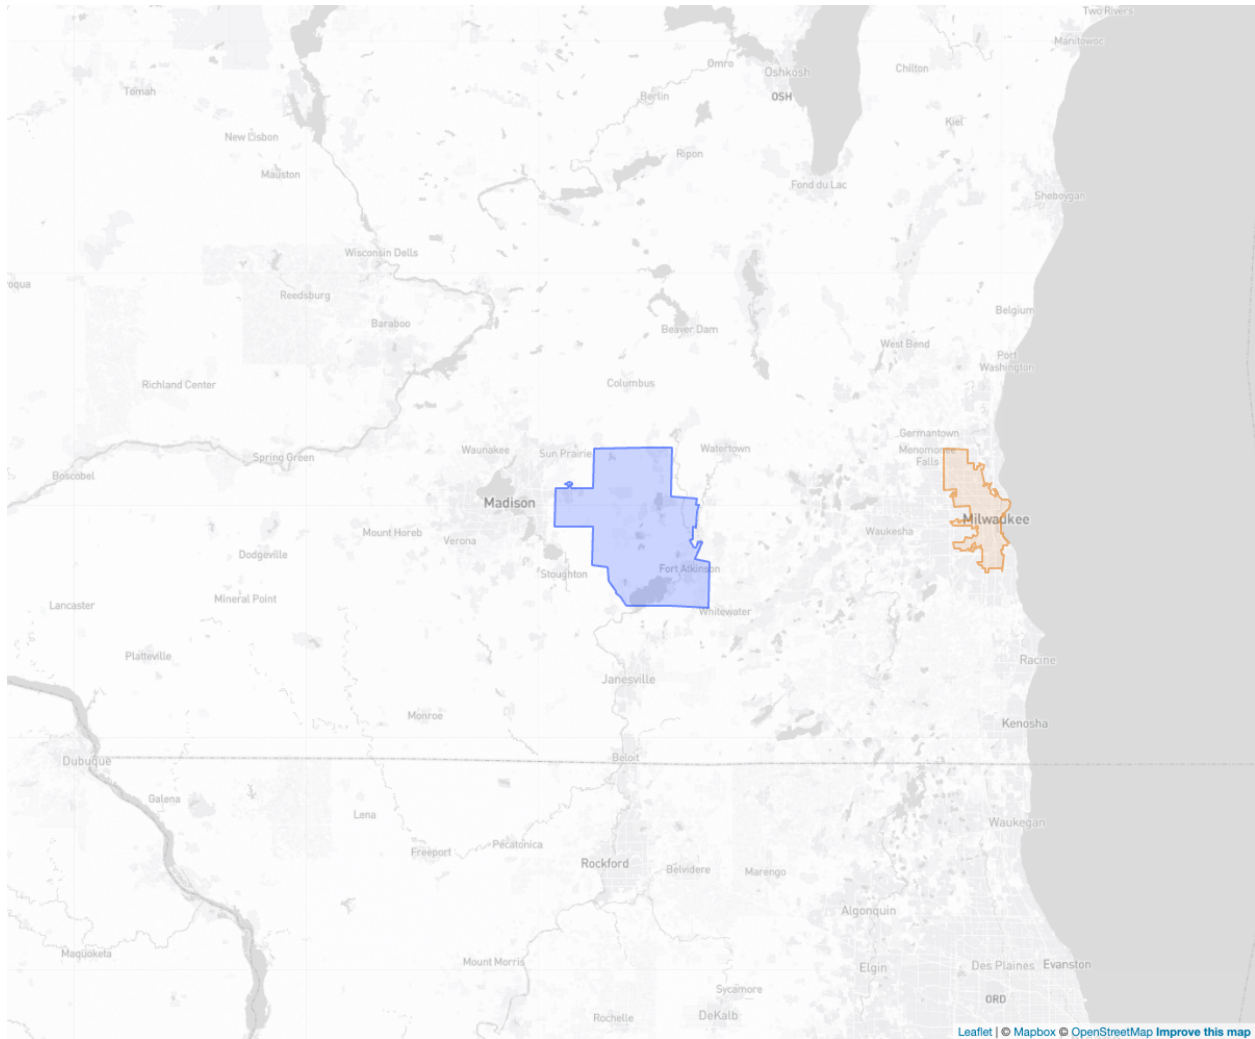 Two Rivers
Manitowoc
Omro
Oshkosh
Chilton
Tomah
Berlin
OSH
Kiel
New Lisbon
Ripon
Mauston
Fond du Lac
Sheboygan
Wisconsin Dells
oqua
Reedsburg
Belgium
Baraboo
Beaver Dam
West Bend
Port
Washington
Richland Center
Columbus
Germantown
Waunakee
Sun Prairie
Watertown
Menomonee
Falls
Spring Green
Boscobel
Madison
Milwaukee
Mount Horeb
Verona
Waukesha
Dodgeville
Stoughton
Fort Atkinson
Mineral Point
Lancaster
Whitewater
Platteville
Racine
Janesville
Monroe
Kenosha
Dubuque
Beloit
Galena
Lena
Waukegan
Freeport
Pecatonica
Rockford
Belvidere
Marengo
Algonquin
Maquoketa
Mount Morris
Elgin
Des Plaines
Evanston
Sycamore
ORD
Rochelle
DeKalb
Leaflet | © Mapbox © OpenStreetMap Improve this map